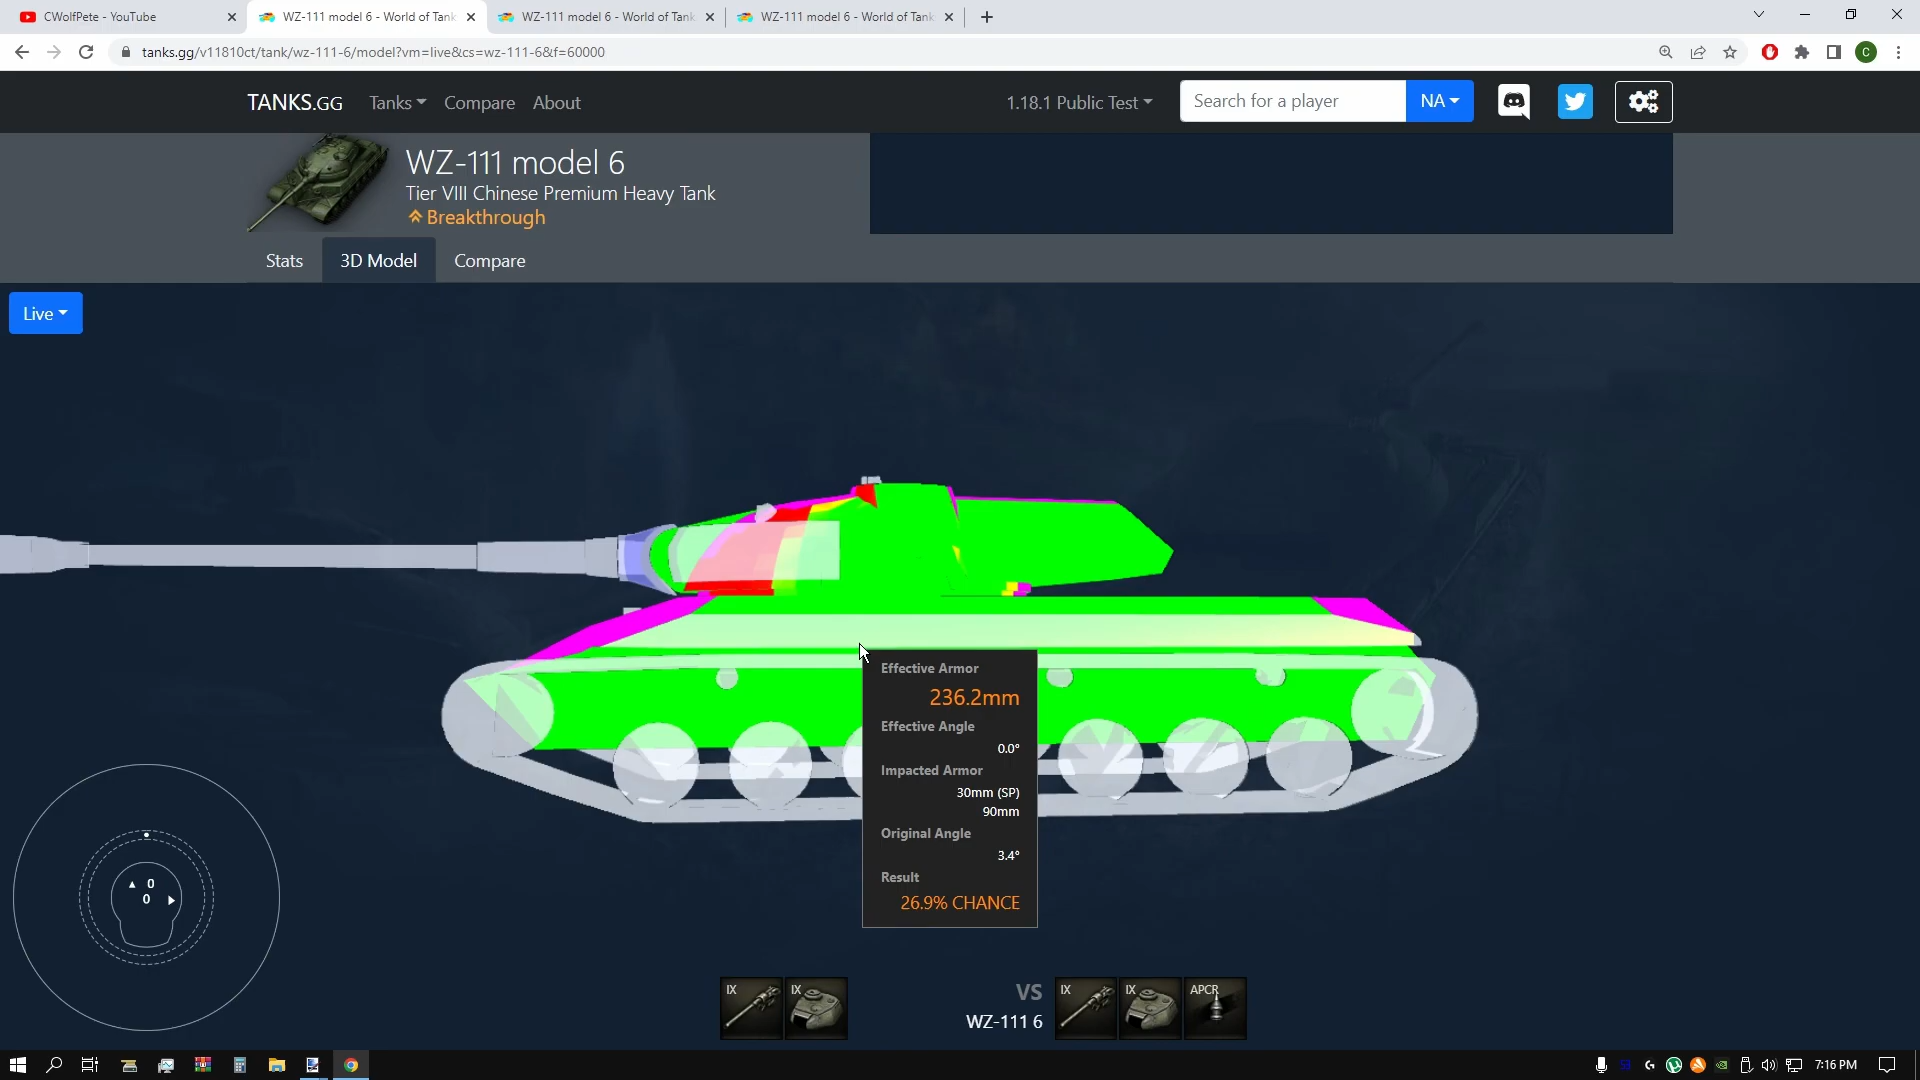 CWolfPete - YouTube
WZ-111 model 6 - World of Tank
WZ-111 model 6 - World of Tank
WZ-111 model 6 - World of Tank
tanks.gg/v11810ct/tank/wz-111-6/model?vm=live&cs=wz-111-6&f=60000
C
TANKS.GG
Tanks
Compare
About
1.18.1 Public Test
Search for a player
NA
WZ-111 model 6
Tier VIII Chinese Premium Heavy Tank
Breakthrough
Stats
3D Model
Compare
Live
Effective Armor
236.2mm
Effective Angle
0.0°
Impacted Armor
30mm (SP)
90mm
Original Angle
3.4°
Result
26.9% CHANCE
0
0
IX
IX
VS
WZ-111 6
IX
IX
APCR
7:16 PM